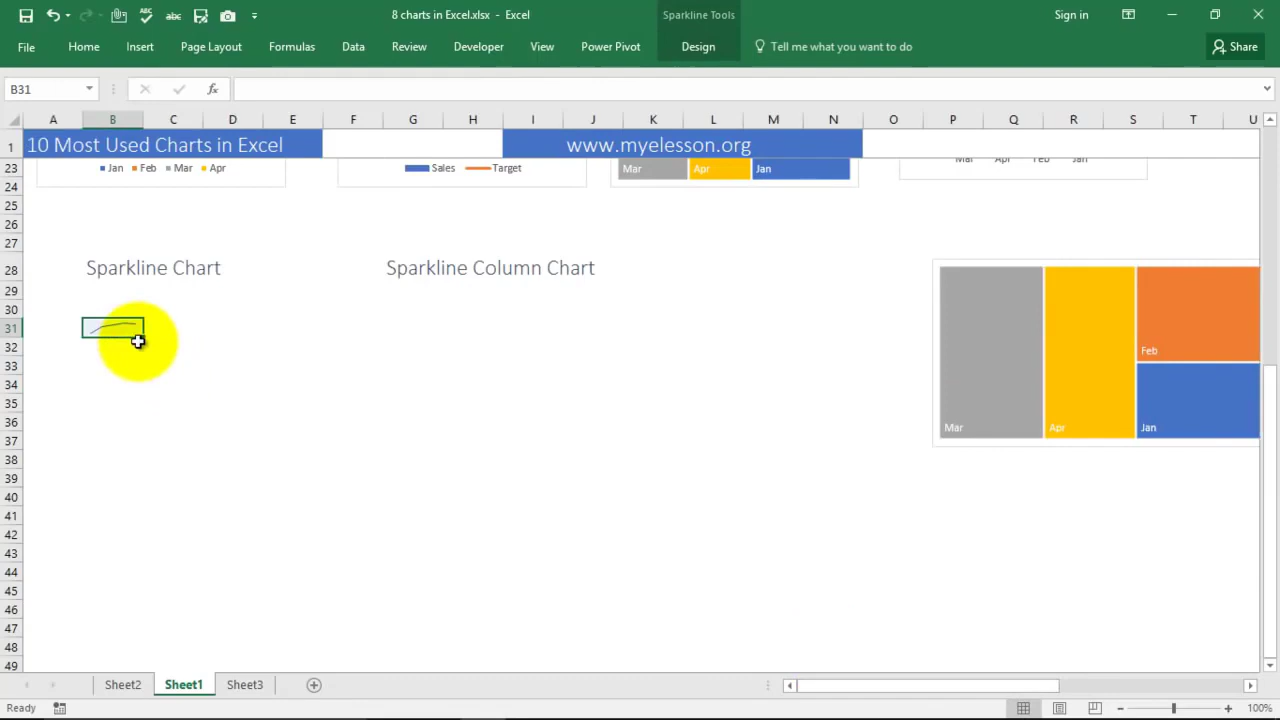 8 charts in Excel.xlsx - Excel
Sparkline Tools
Sign in
File
Home
Insert
Page Layout
Formulas
Data
Review
Developer
View
Power Pivot
Design
Tell me what you want to do
Share
B31
fx
A B C D E F G H I J K L M N O P Q R S T U
1
10 Most Used Charts in Excel
www.myelesson.org
23
Jan Feb Mar Apr
Sales Target
Mar Apr Jan
Mar Apr Feb Jan
24
25
26
27
28
Sparkline Chart
Sparkline Column Chart
29
30
31
32
33
34
35
36
37
38
39
40
41
42
43
44
45
46
47
48
49
Feb
Mar
Apr
Jan
Sheet2
Sheet1
Sheet3
Ready
100%